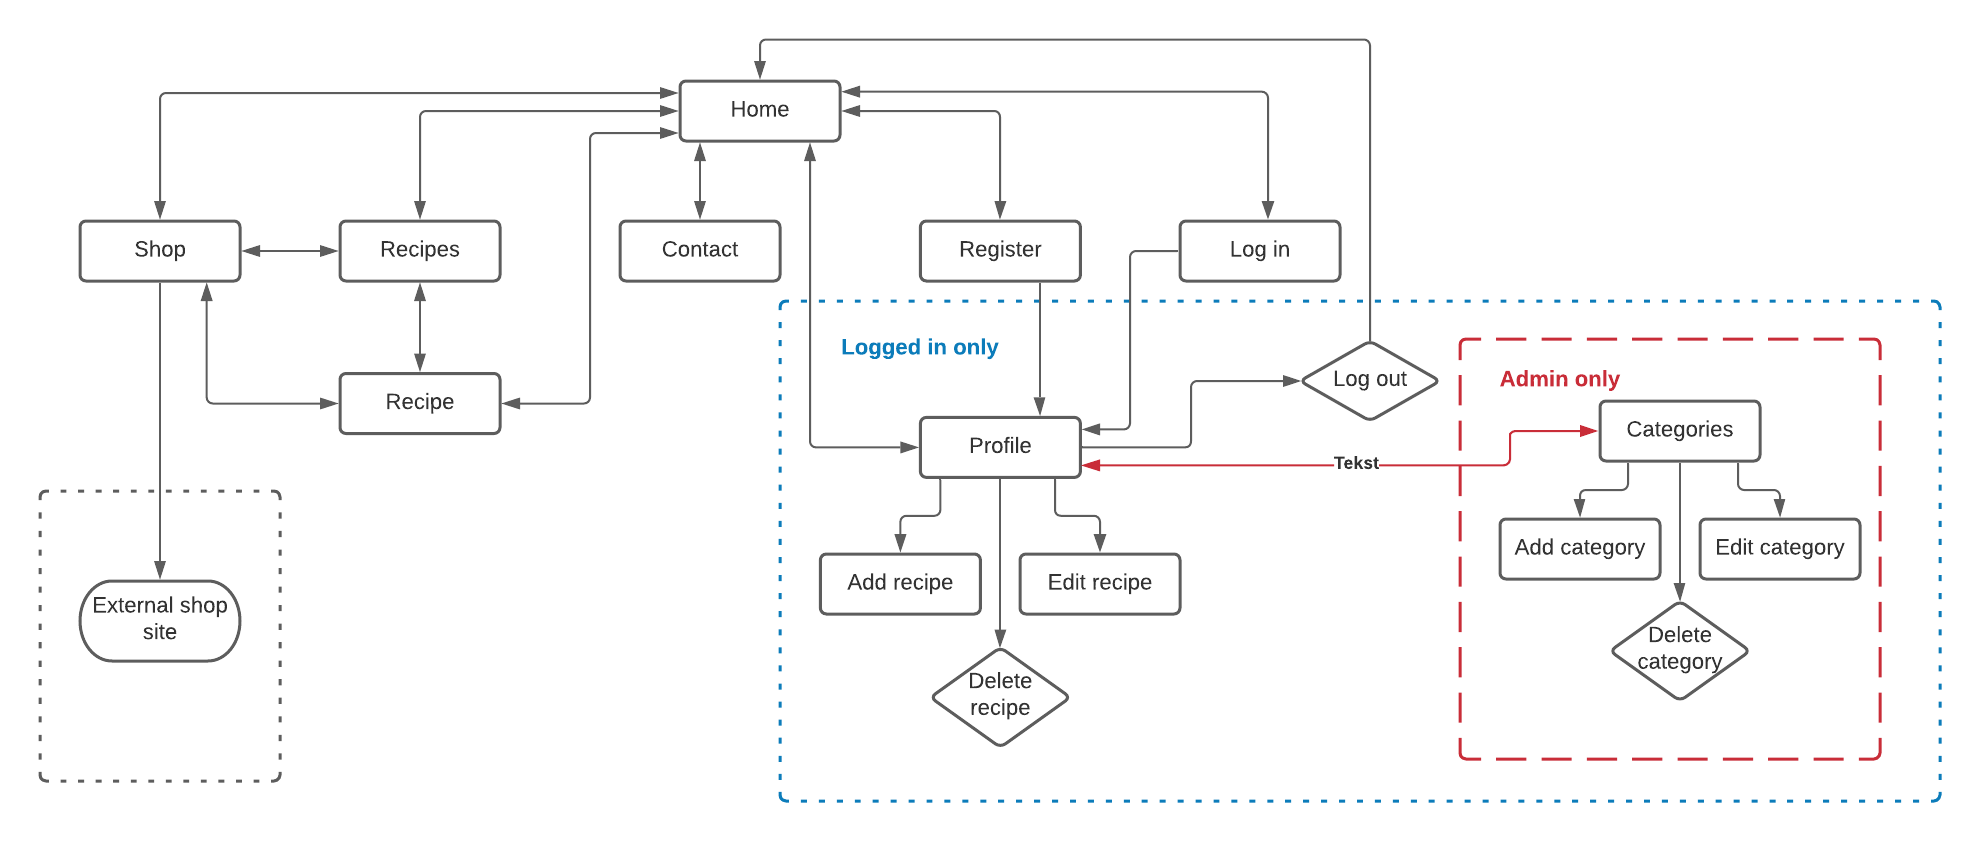 Home
Shop
Recipes
Contact
Register
Log in
Logged in only
Log out
Admin only
Recipe
Profile
Categories
Tekst
Add category
Edit category
Add recipe
Edit recipe
External shop
site
Delete
category
Delete
recipe